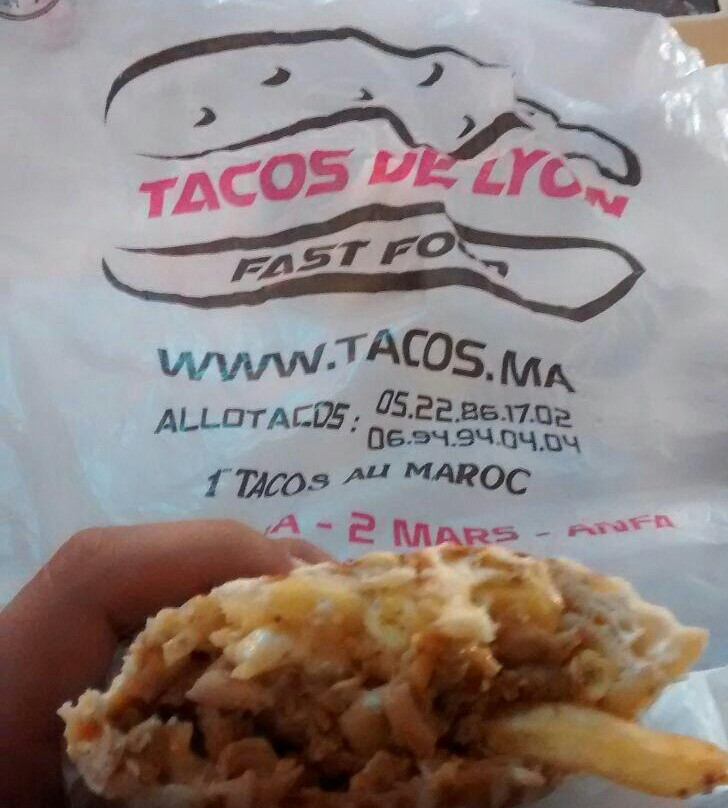 TACOS DE LYON
FAST FOOD
WWW.TACOS.MA
ALLOTACOS: 05.22.86.17.02
06.94.94.04.04
1" TACOS AU MAROC
A - 2 MARS - ANFA